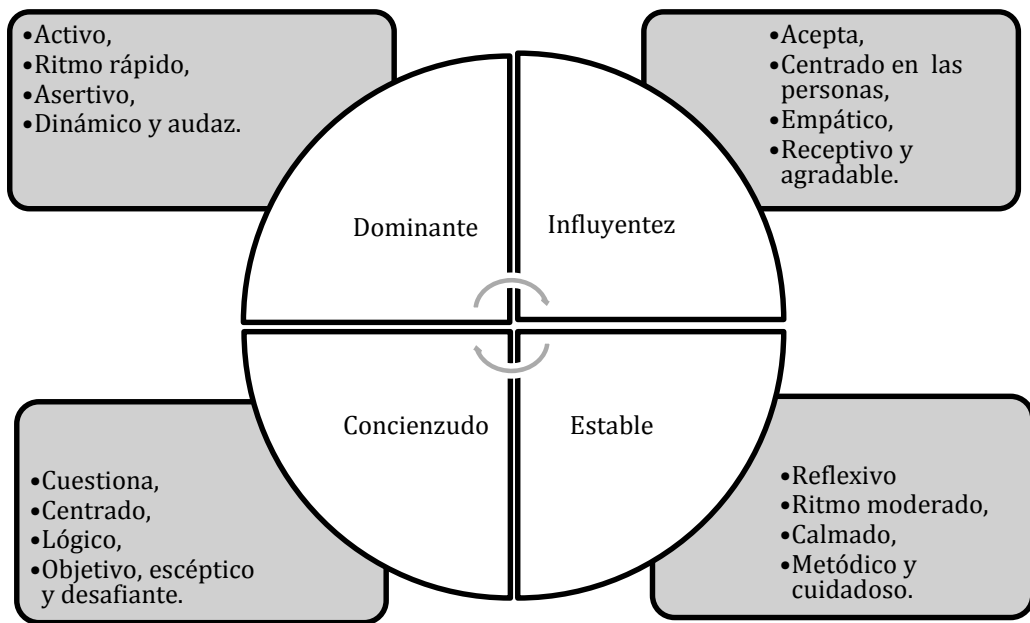 •Activo,
•Ritmo rápido,
•Asertivo,
•Dinámico y audaz.
•Acepta,
•Centrado en las
personas,
•Empático,
•Receptivo y
agradable.
Dominante
Influyentez
Concienzudo
Estable
•Cuestiona,
•Centrado,
•Lógico,
•Objetivo, escéptico
y desafiante.
•Reflexivo
•Ritmo moderado,
•Calmado,
•Metódico y
cuidadoso.